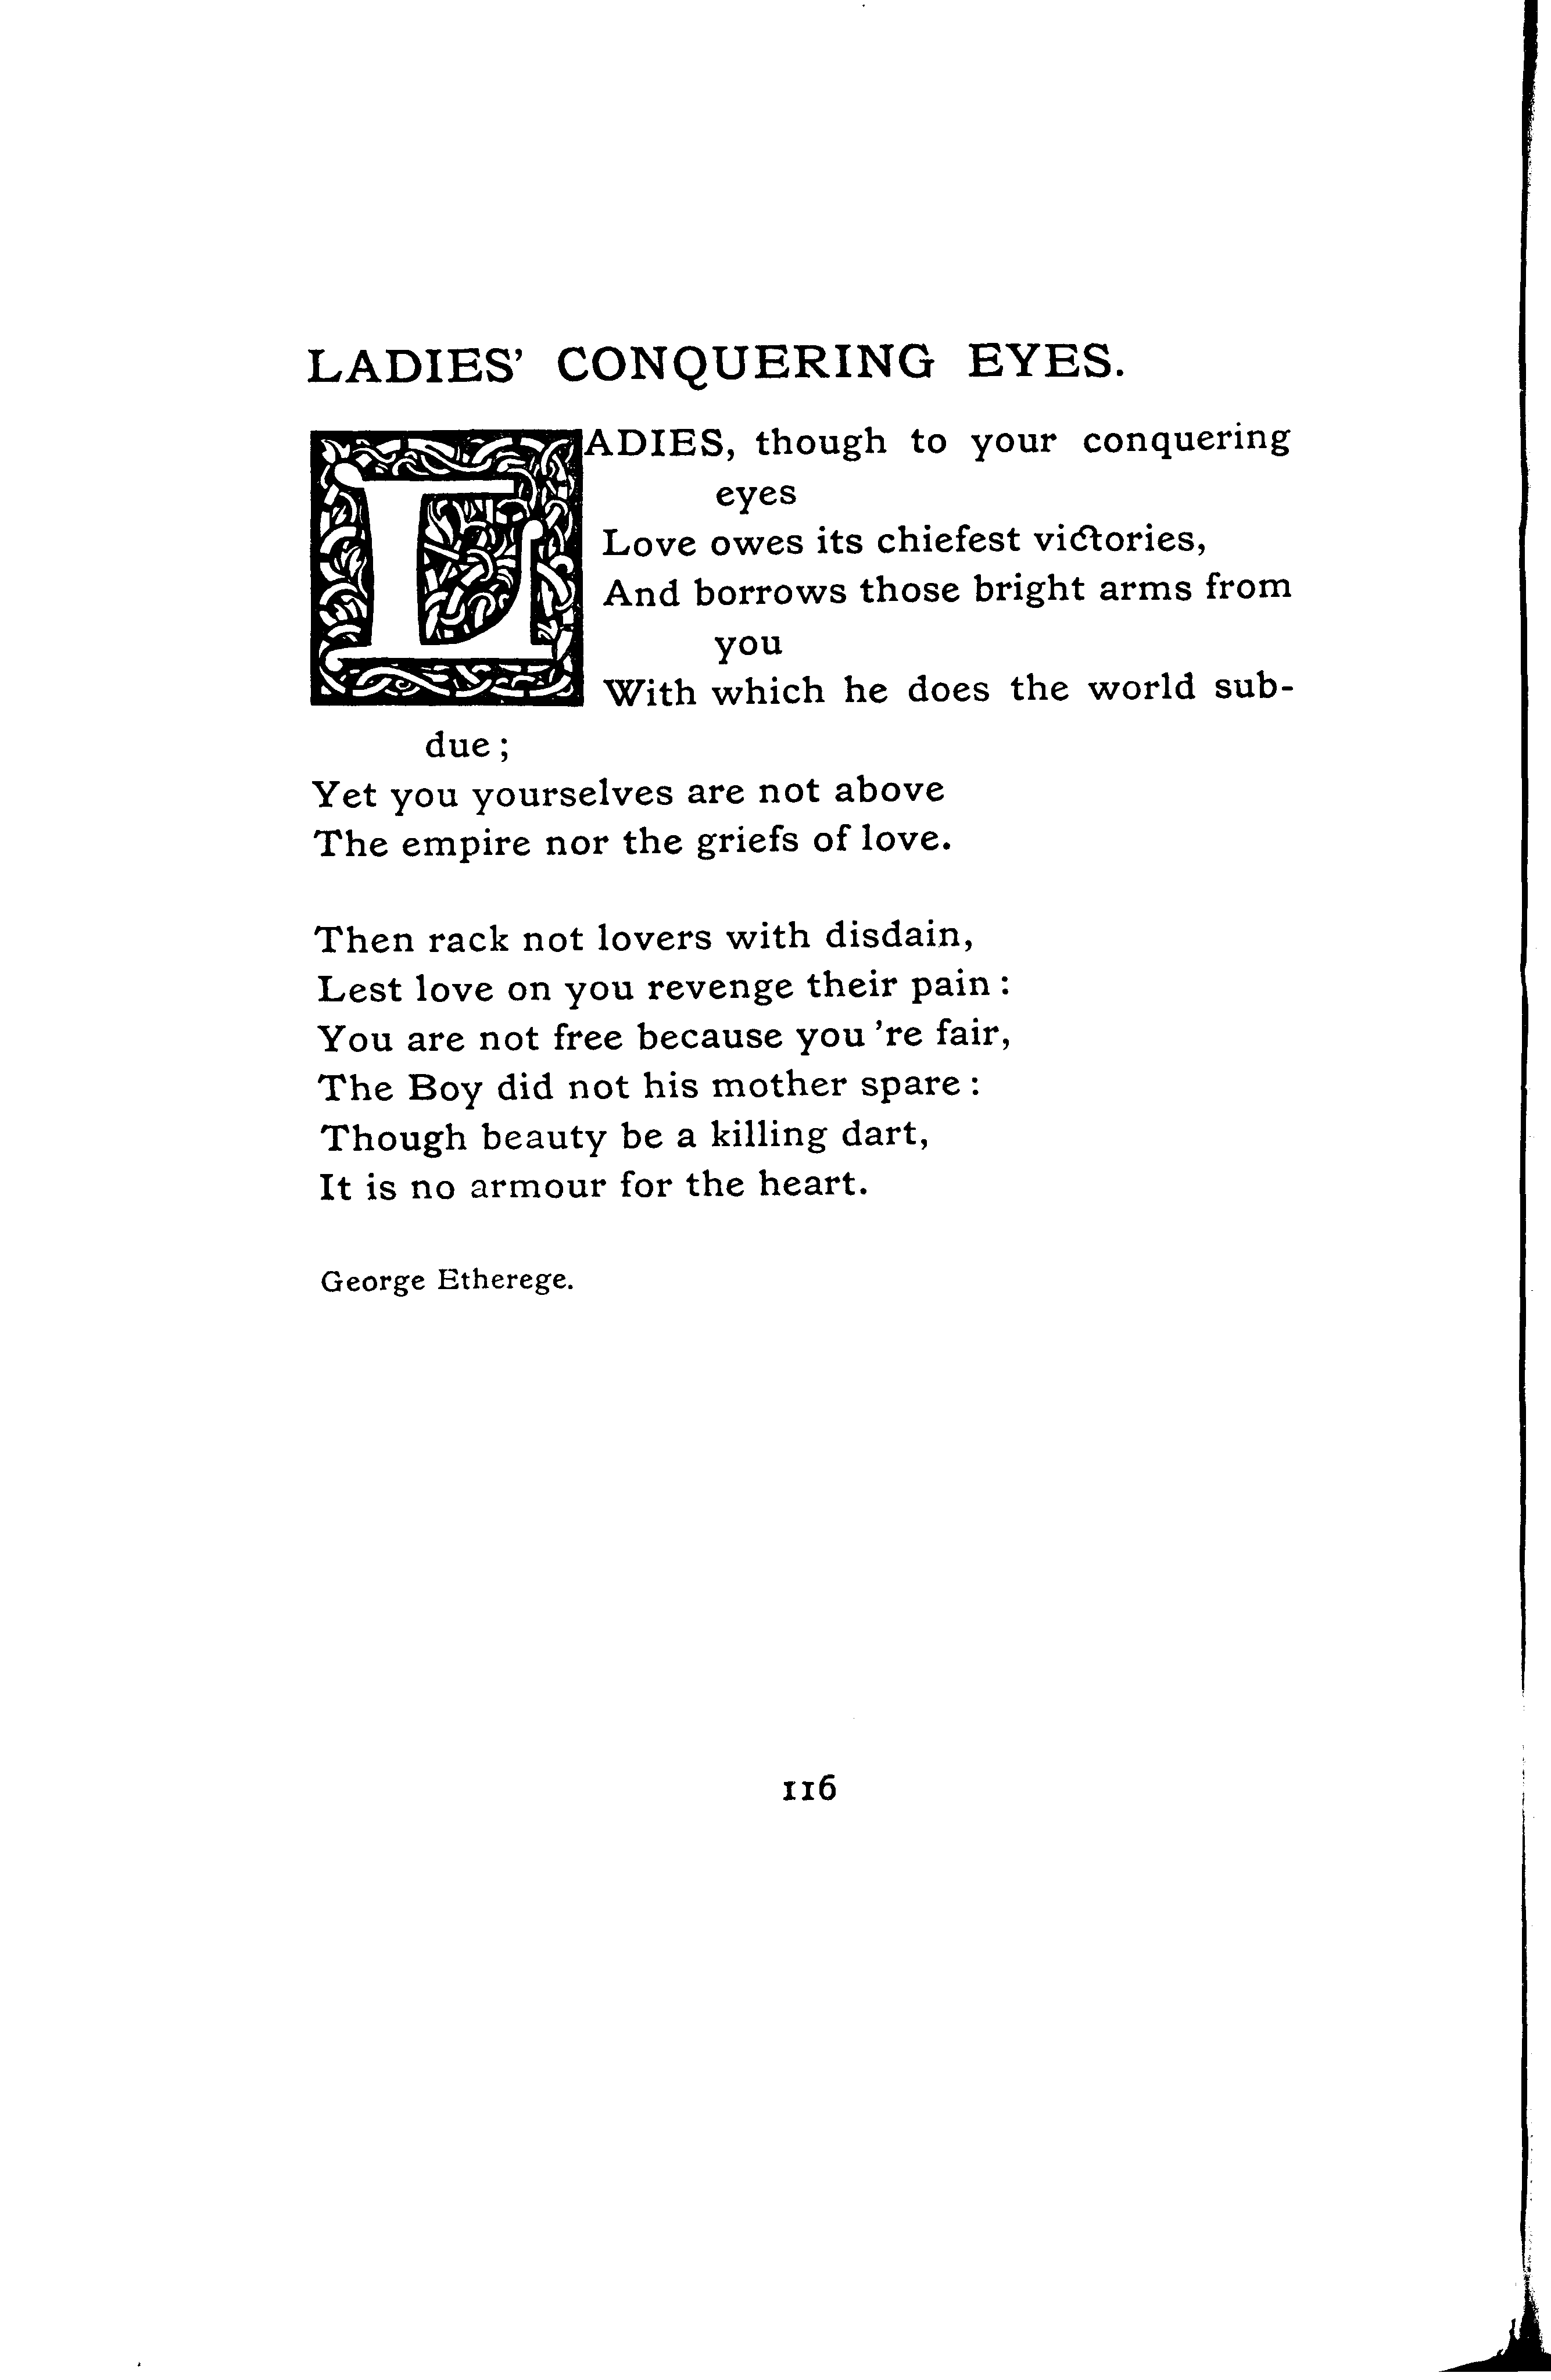 LADIES’ CONQUERING EYES.
LADIES, though to your conquering
eyes
Love owes its chiefest victories,
And borrows those bright arms from
you
With which he does the world sub-
due ;
Yet you yourselves are not above
The empire nor the griefs of love.
Then rack not lovers with disdain,
Lest love on you revenge their pain :
You are not free because you ’re fair,
The Boy did not his mother spare :
Though beauty be a killing dart,
It is no armour for the heart.
George Etherege.
116